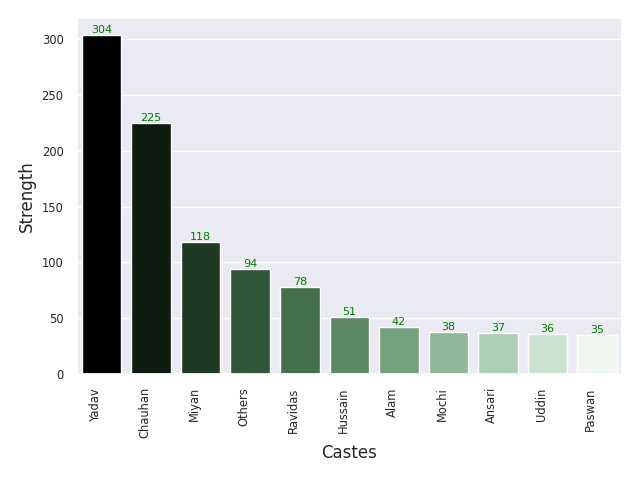 304
225
118
94
78
51
42
38
37
36
35
300
250
200
150
100
50
0
Strength
Yadav
Chauhan
Miyan
Others
Ravidas
Hussain
Alam
Mochi
Ansari
Uddin
Paswan
Castes